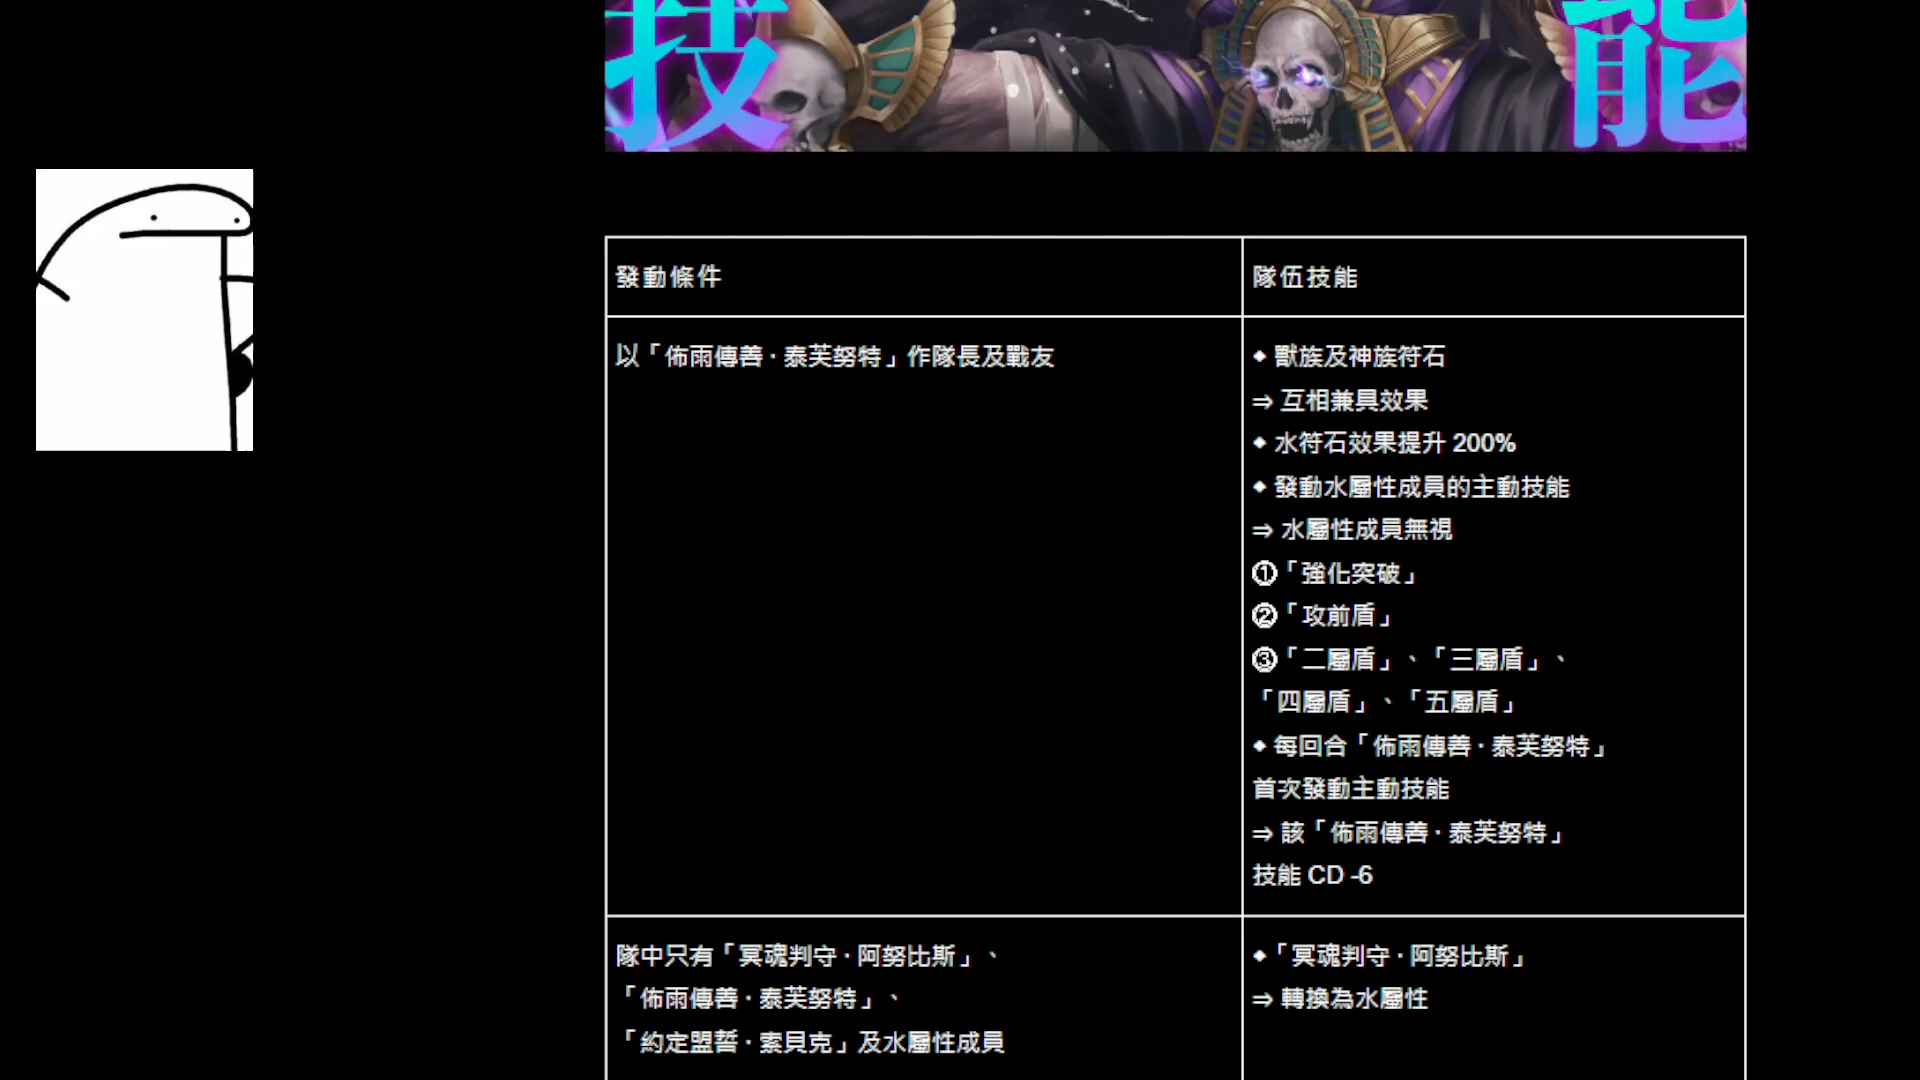 技 能
發動條件
隊伍技能
以「佈雨傳善‧泰芙努特」作隊長及戰友
◆ 獸族及神族符石
⇒ 互相兼具效果
◆ 水符石效果提升 200%
◆ 發動水屬性成員的主動技能
⇒ 水屬性成員無視
①「強化突破」
②「攻前盾」
③「二屬盾」、「三屬盾」、
「四屬盾」、「五屬盾」
◆ 每回合「佈雨傳善‧泰芙努特」
首次發動主動技能
⇒ 該「佈雨傳善‧泰芙努特」
技能 CD -6
隊中只有「冥魂判守‧阿努比斯」、
「佈雨傳善‧泰芙努特」、
「約定盟誓‧索貝克」及水屬性成員
◆「冥魂判守‧阿努比斯」
⇒ 轉換為水屬性